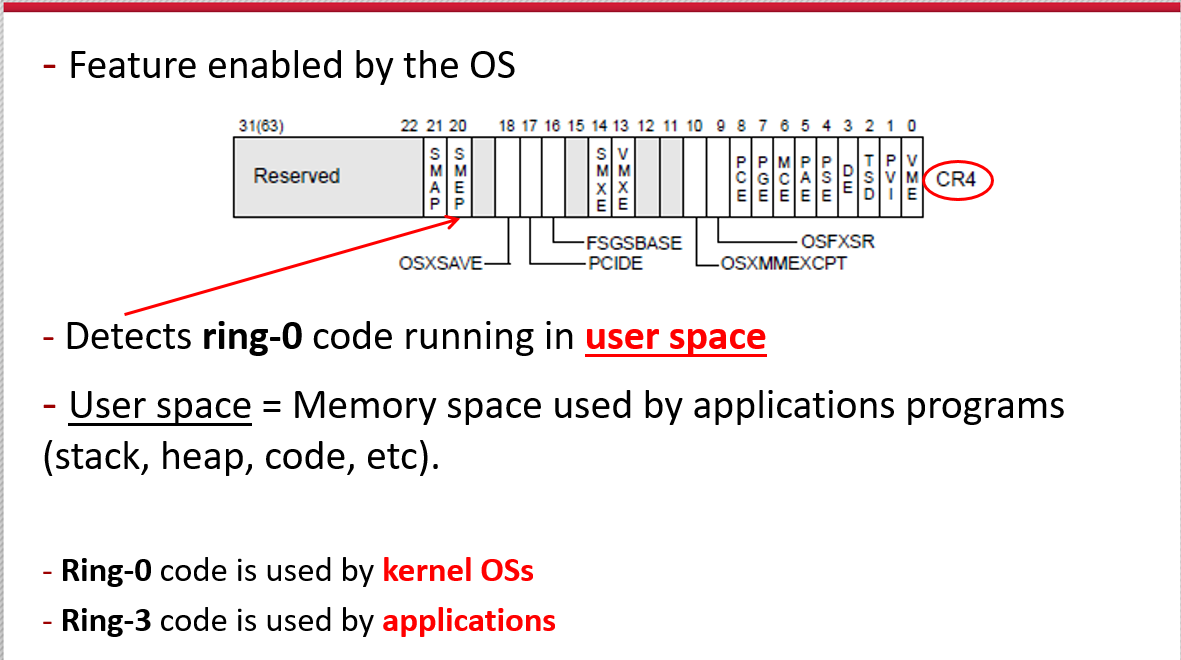 - Feature enabled by the OS
31(63) 22 21 20 18 17 16 15 14 13 12 11 10 9 8 7 6 5 4 3 2 1 0
Reserved SMAP SMEP SMXE VMXE PCE PGE MCE PAE PSE DE TSD PVI VME CR4
FSGSBASE OSFXSR
OSXSAVE PCIDE OSXMMEXCPT
- Detects ring-0 code running in user space
- User space = Memory space used by applications programs
(stack, heap, code, etc).
- Ring-0 code is used by kernel OSs
- Ring-3 code is used by applications